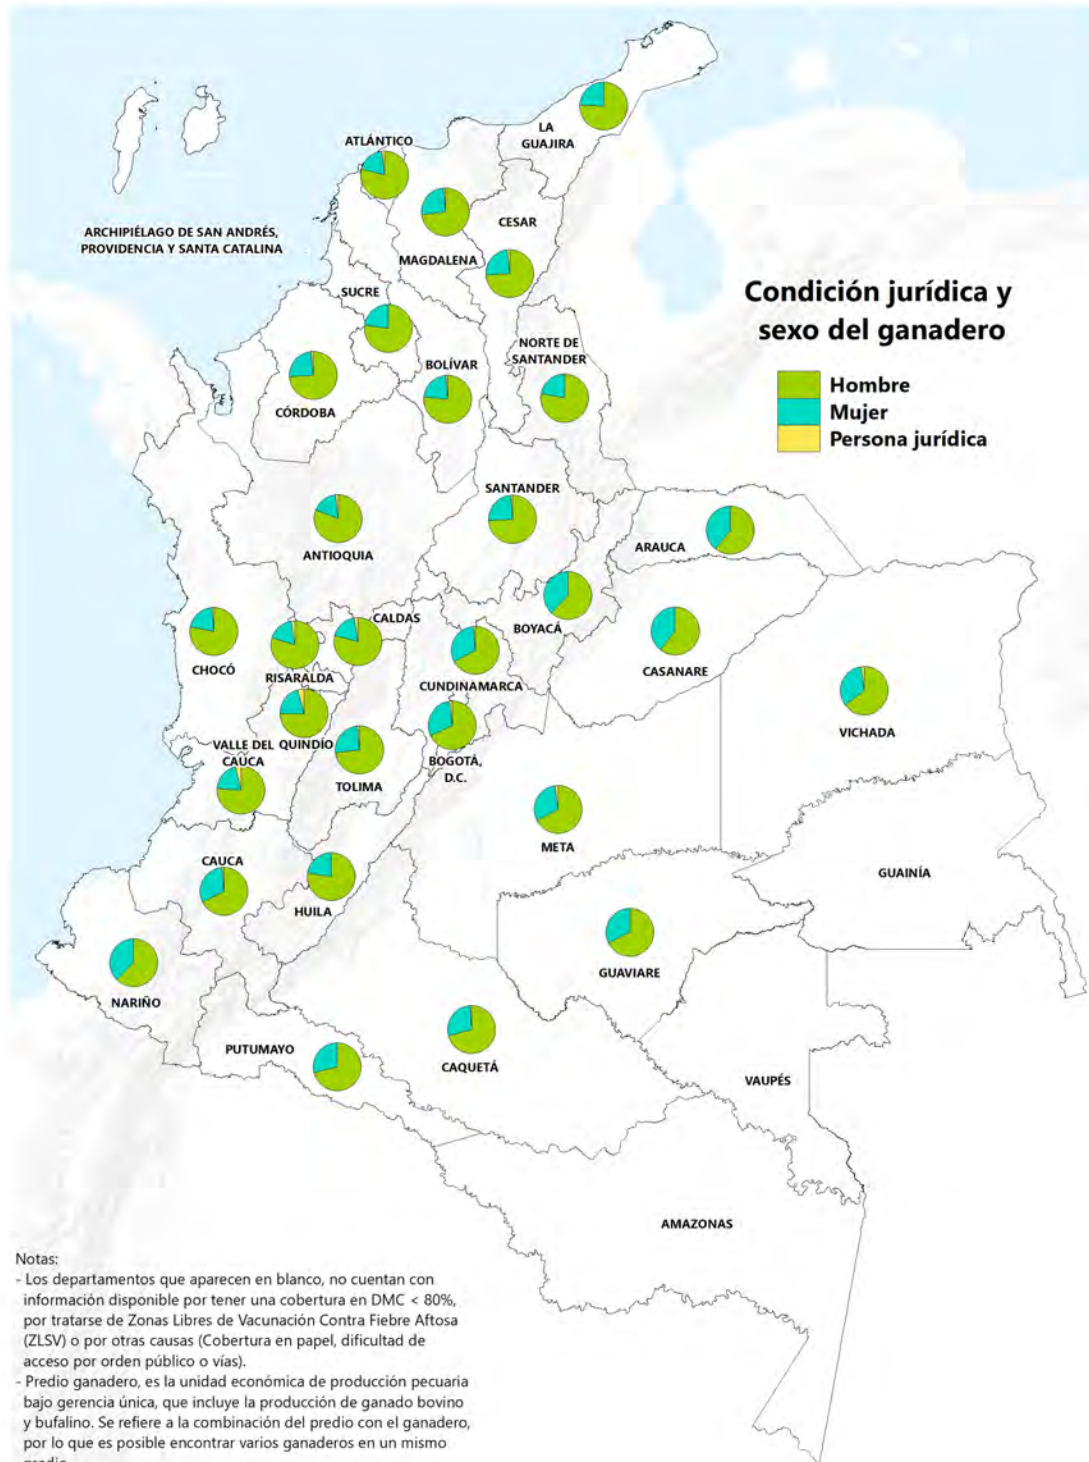 LA
GUAJIRA
ATLÁNTICO
ARCHIPIÉLAGO DE SAN ANDRÉS,
PROVIDENCIA Y SANTA CATALINA
CESAR
MAGDALENA
SUCRE
Condición jurídica y
sexo del ganadero
Hombre
Mujer
Persona jurídica
NORTE DE
SANTANDER
BOLÍVAR
CÓRDOBA
SANTANDER
ANTIOQUIA
ARAUCA
CALDAS
BOYACÁ
CHOCÓ
RISARALDA
CUNDINAMARCA
CASANARE
VICHADA
VALLE DEL
CAUCA
QUINDÍO
TOLIMA
BOGOTÁ,
D.C.
META
CAUCA
HUILA
GUAINÍA
GUAVIARE
NARIÑO
PUTUMAYO
CAQUETÁ
VAUPÉS
AMAZONAS
Notas:
- Los departamentos que aparecen en blanco, no cuentan con
información disponible por tener una cobertura en DMC < 80%,
por tratarse de Zonas Libres de Vacunación Contra Fiebre Aftosa
(ZLSV) o por otras causas (Cobertura en papel, dificultad de
acceso por orden público o vías).
- Predio ganadero, es la unidad económica de producción pecuaria
bajo gerencia única, que incluye la producción de ganado bovino
y bufalino. Se refiere a la combinación del predio con el ganadero,
por lo que es posible encontrar varios ganaderos en un mismo